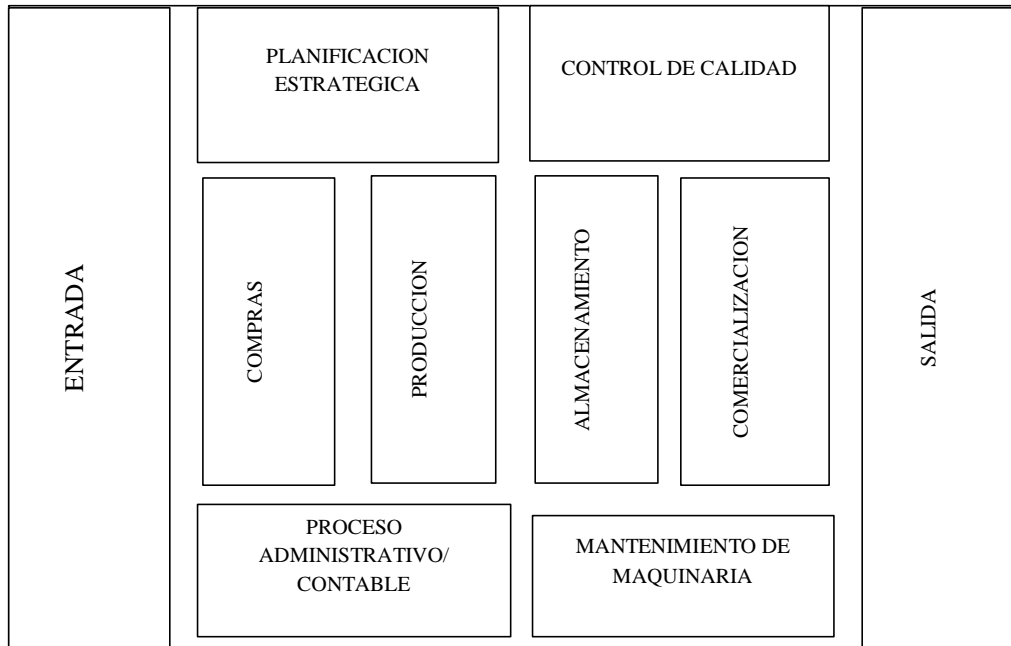 ENTRADA
PLANIFICACION
ESTRATEGICA
CONTROL DE CALIDAD
COMPRAS
PRODUCCION
ALMACENAMIENTO
COMERCIALIZACION
SALIDA
PROCESO
ADMINISTRATIVO/
CONTABLE
MANTENIMIENTO DE
MAQUINARIA